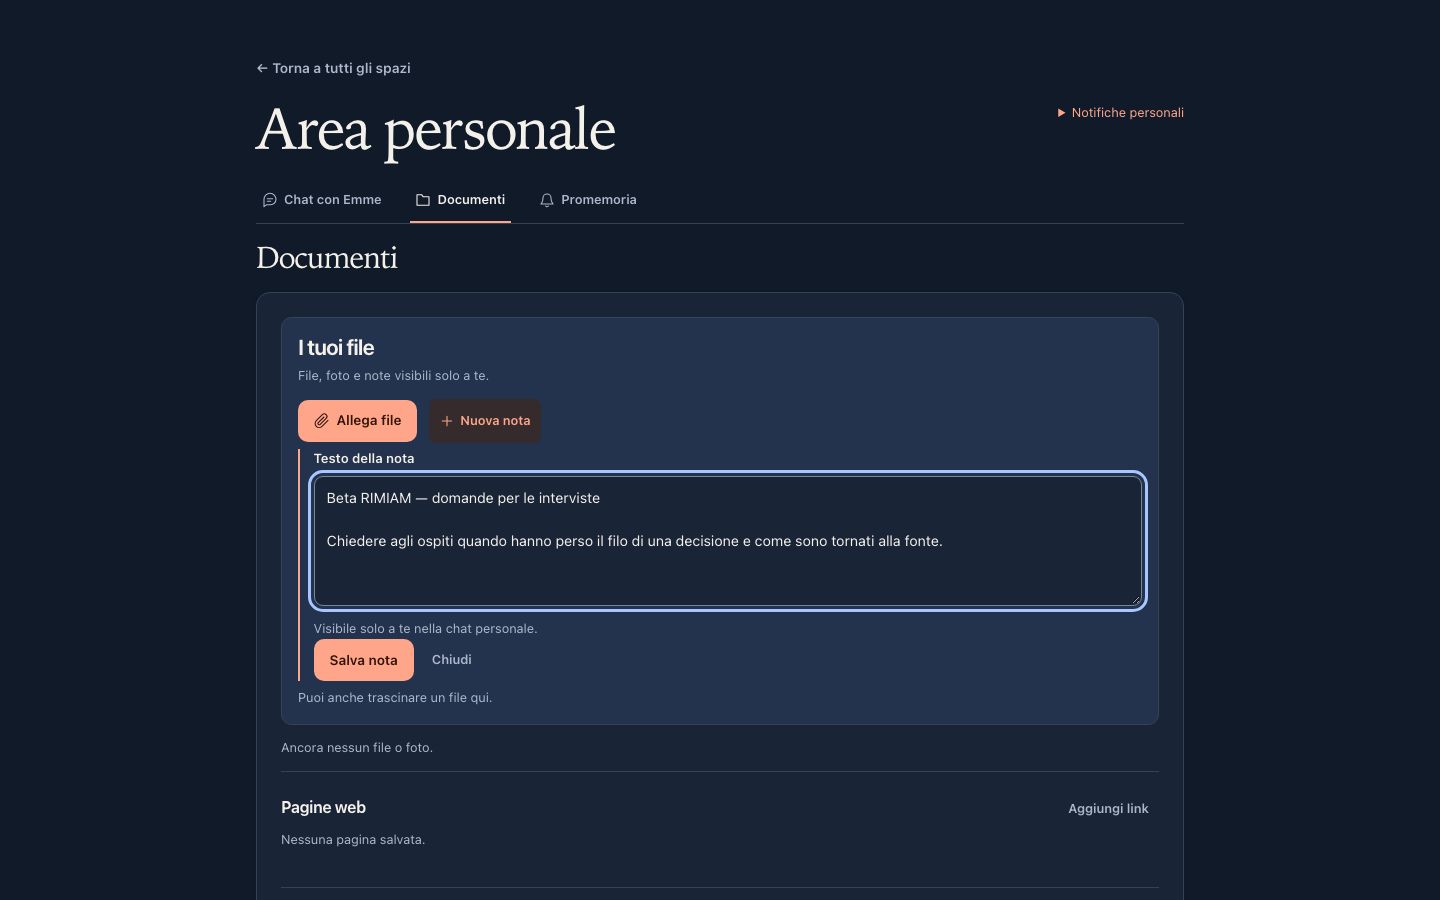 ← Torna a tutti gli spazi
Area personale
▶ Notifiche personali
Chat con Emme
Documenti
Promemoria
Documenti
I tuoi file
File, foto e note visibili solo a te.
Allega file
+ Nuova nota
Testo della nota
Beta RIMIAM — domande per le interviste
Chiedere agli ospiti quando hanno perso il filo di una decisione e come sono tornati alla fonte.
Visibile solo a te nella chat personale.
Salva nota
Chiudi
Puoi anche trascinare un file qui.
Ancora nessun file o foto.
Pagine web
Aggiungi link
Nessuna pagina salvata.